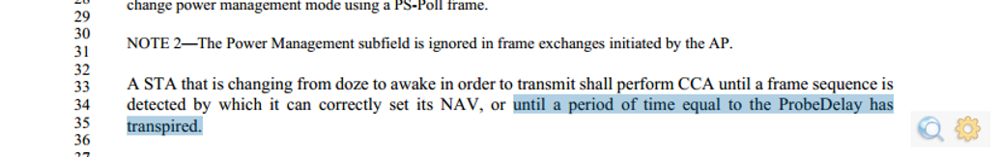 28
change power management mode using a PS-Poll frame.
29
30
NOTE 2—The Power Management subfield is ignored in frame exchanges initiated by the AP.
31
32
33
A STA that is changing from doze to awake in order to transmit shall perform CCA until a frame sequence is
34
detected by which it can correctly set its NAV, or until a period of time equal to the ProbeDelay has
35
transpired.
36
37